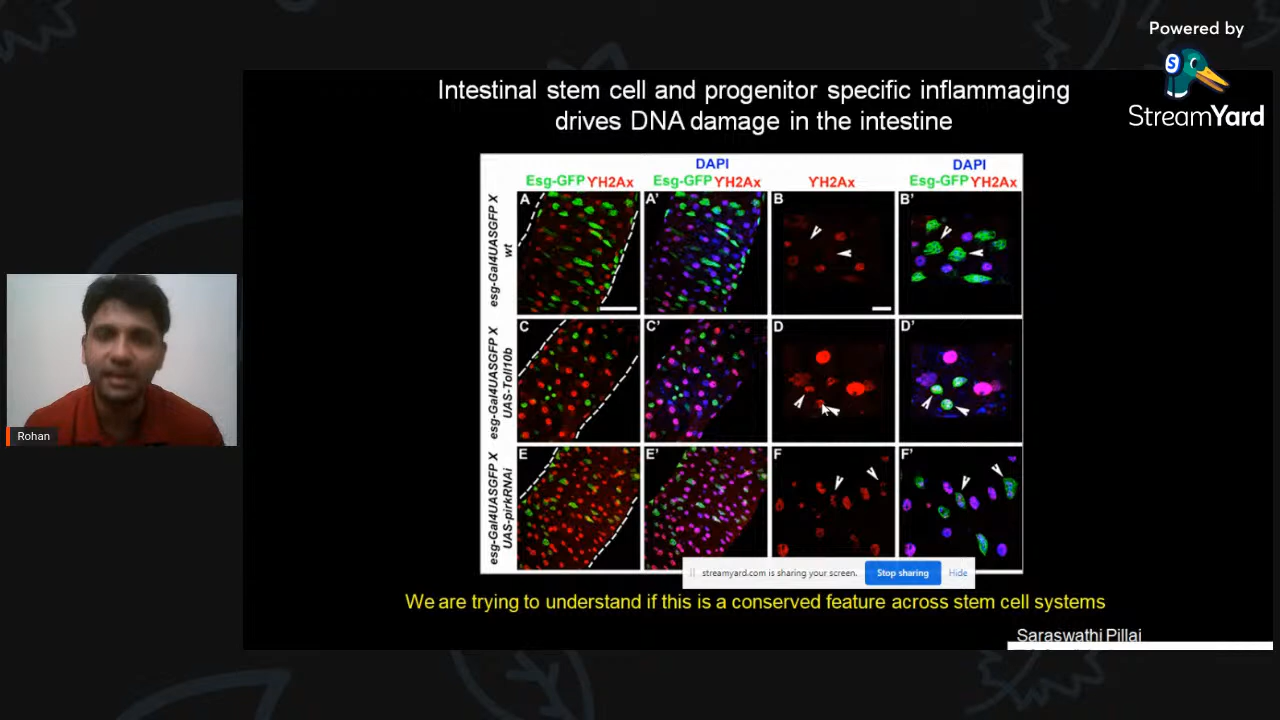 Powered by
StreamYard
Intestinal stem cell and progenitor specific inflammaging
drives DNA damage in the intestine
DAPI
DAPI
Esg-GFP YH2Ax
Esg-GFP YH2Ax
YH2Ax
Esg-GFP YH2Ax
esg-Gal4UASGFP X
wt
A
A'
B
B'
esg-Gal4UASGFP X
UAS-Toll10b
C
C'
D
D'
esg-Gal4UASGFP X
UAS-pirkRNAi
E
E'
F
F'
Rohan
streamyard.com is sharing your screen.
Stop sharing
Hide
We are trying to understand if this is a conserved feature across stem cell systems
Saraswathi Pillai